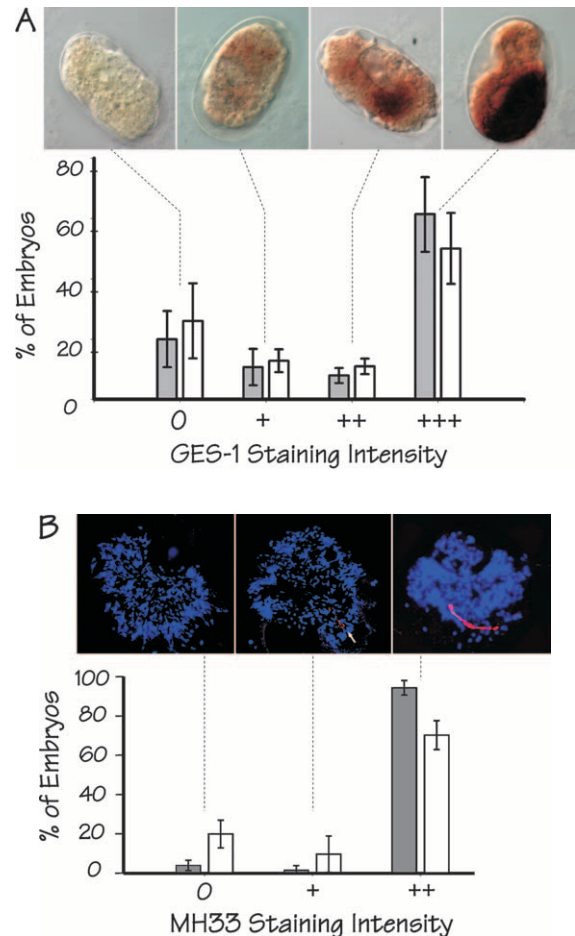 A
80
60
40
20
0
% of Embryos
0 + ++ +++
GES-1 Staining Intensity
B
100
80
60
40
20
0
% of Embryos
0 + ++
MH33 Staining Intensity